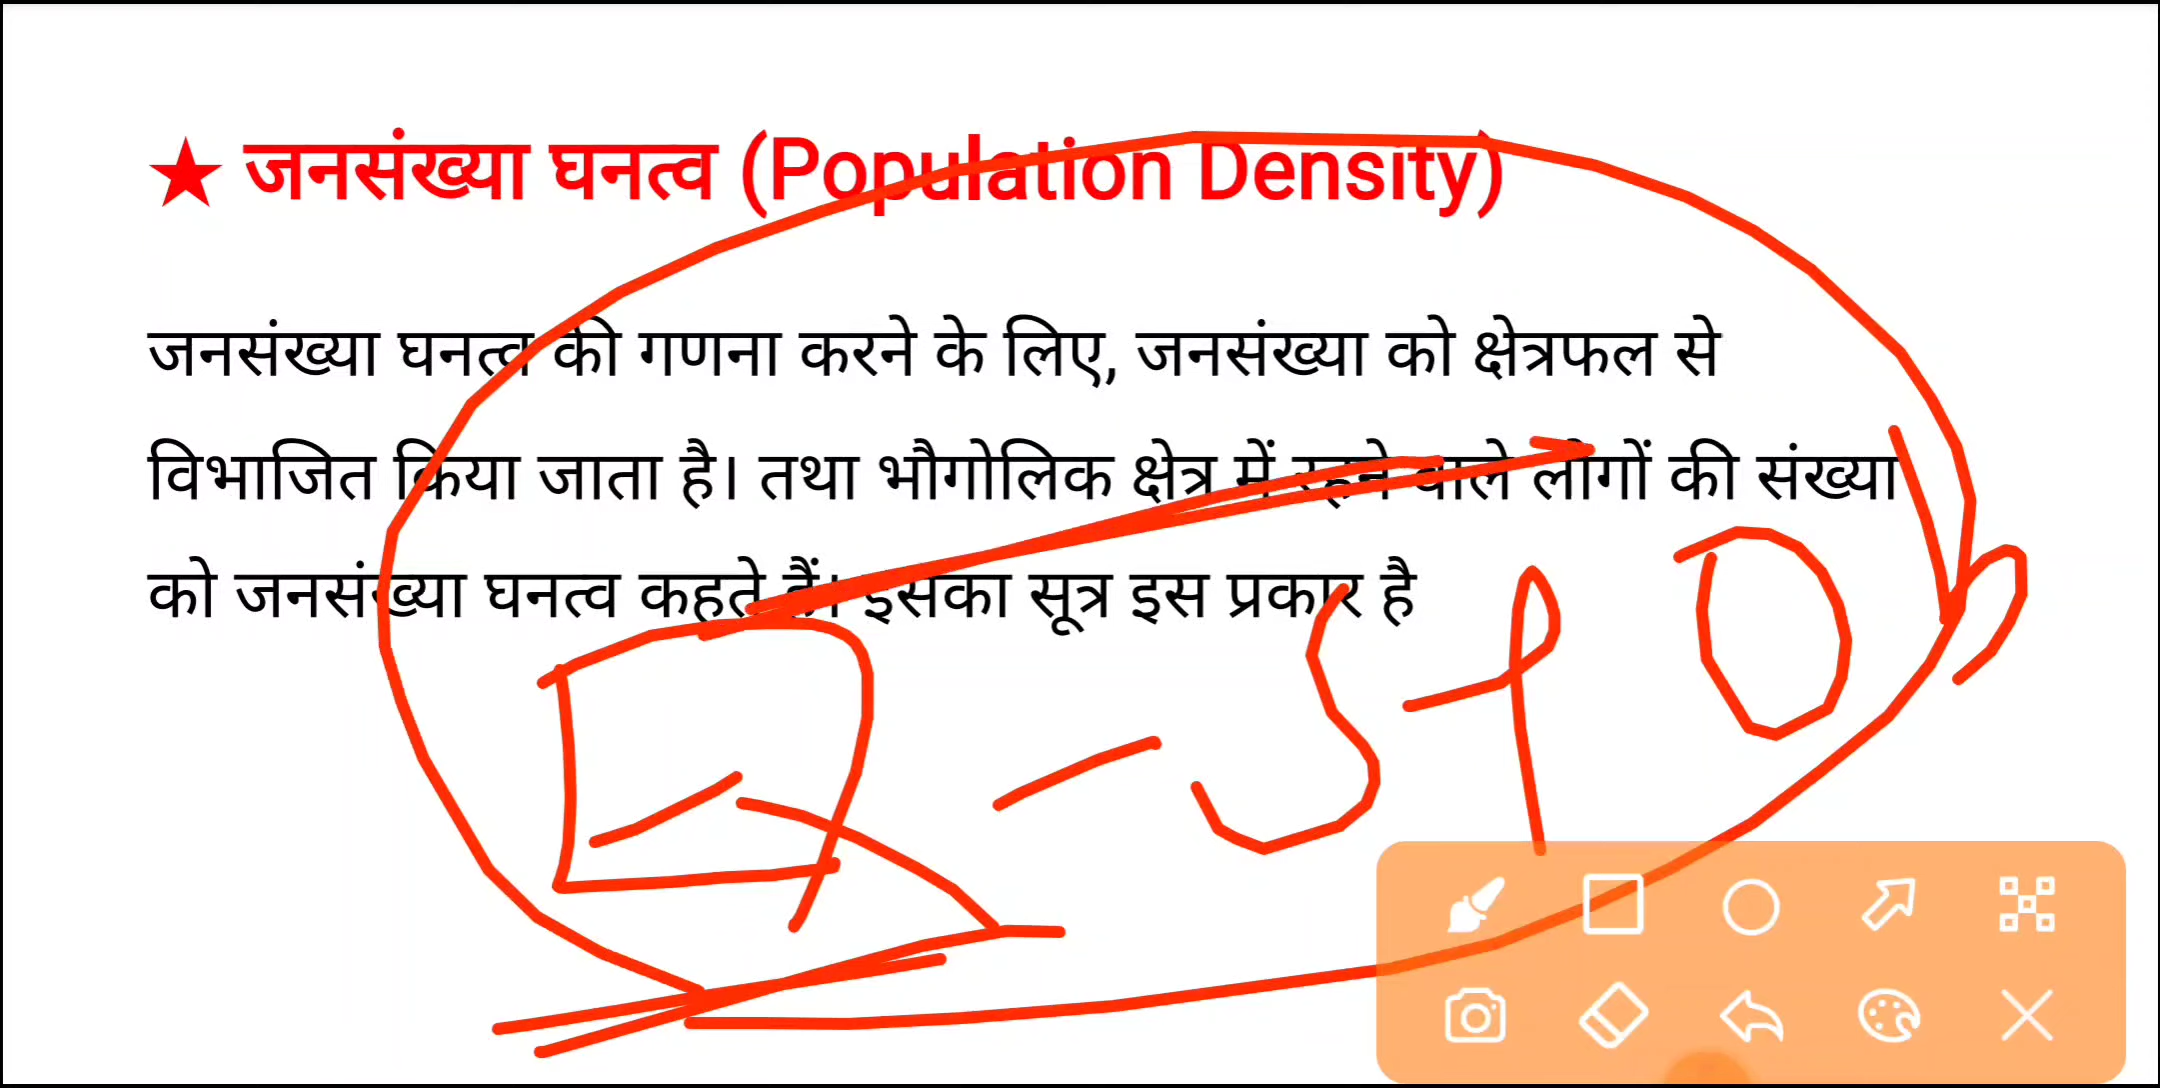 ★ जनसंख्या घनत्व (Population Density)
जनसंख्या घनत्व की गणना करने के लिए, जनसंख्या को क्षेत्रफल से
विभाजित किया जाता है। तथा भौगोलिक क्षेत्र में रहने वाले लोगों की संख्या
को जनसंख्या घनत्व कहते हैं। इसका सूत्र इस प्रकार है